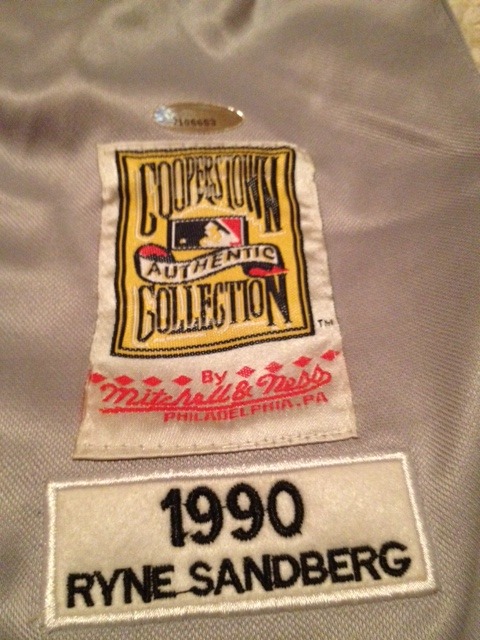 COOPERSTOWN
AUTHENTIC
COLLECTION
TM
By
Mitchell & Ness
PHILADELPHIA, PA
1990
RYNE SANDBERG